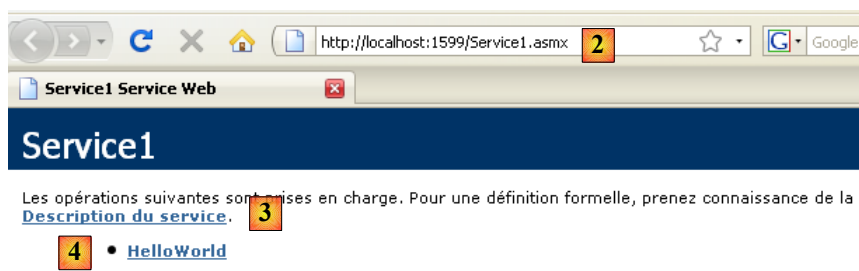 http://localhost:1599/Service1.asmx 2 G Google
Service1 Service Web
Service1
Les opérations suivantes sont prises en charge. Pour une définition formelle, prenez connaissance de la
Description du service. 3
4 • HelloWorld